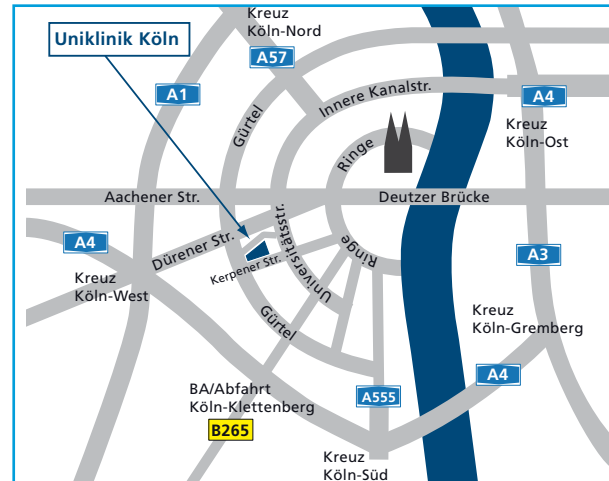 Kreuz
Köln-Nord
Uniklinik Köln
A57
A1
Gürtel
Innere Kanalstr.
A4
Kreuz
Köln-Ost
Ringe
Aachener Str.
Deutzer Brücke
Universitätsstr.
Dürener Str.
A4
Kreuz
Köln-West
Kerpener Str.
Ringe
A3
Gürtel
Kreuz
Köln-Gremberg
A4
BA/Abfahrt
Köln-Klettenberg
B265
A555
Kreuz
Köln-Süd